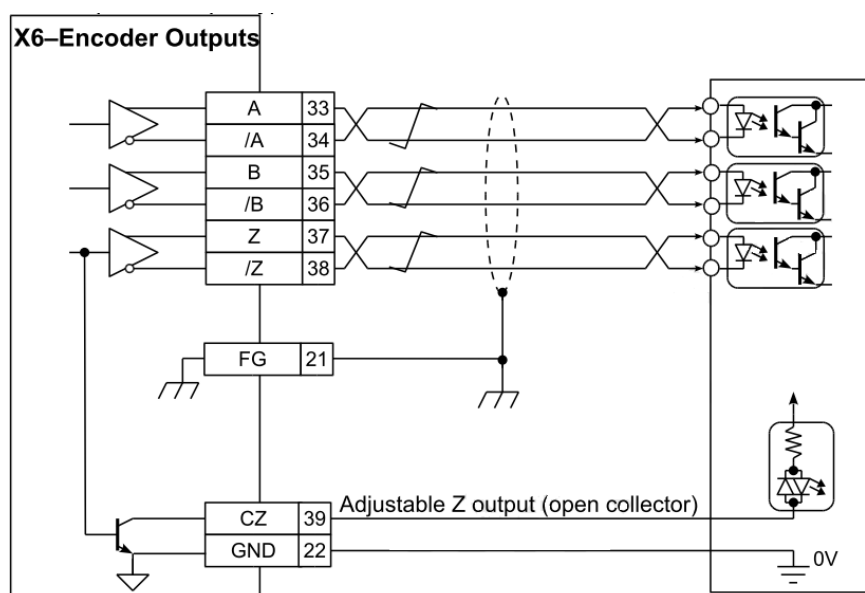 X6–Encoder Outputs
A 33
/A 34
B 35
/B 36
Z 37
/Z 38
FG 21
CZ 39 Adjustable Z output (open collector)
GND 22
0V